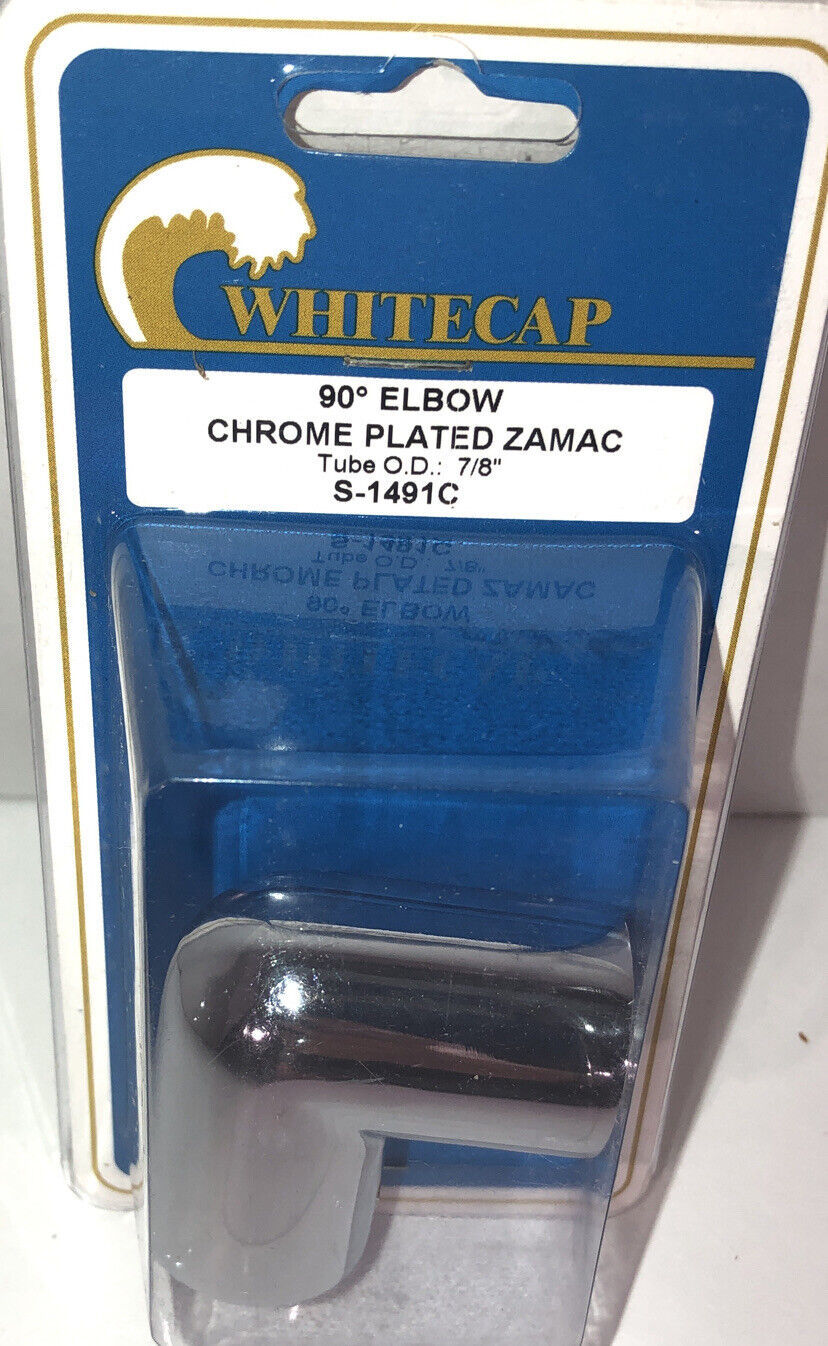 WHITECAP
90° ELBOW
CHROME PLATED ZAMAC
Tube O.D.: 7/8"
S-1491C